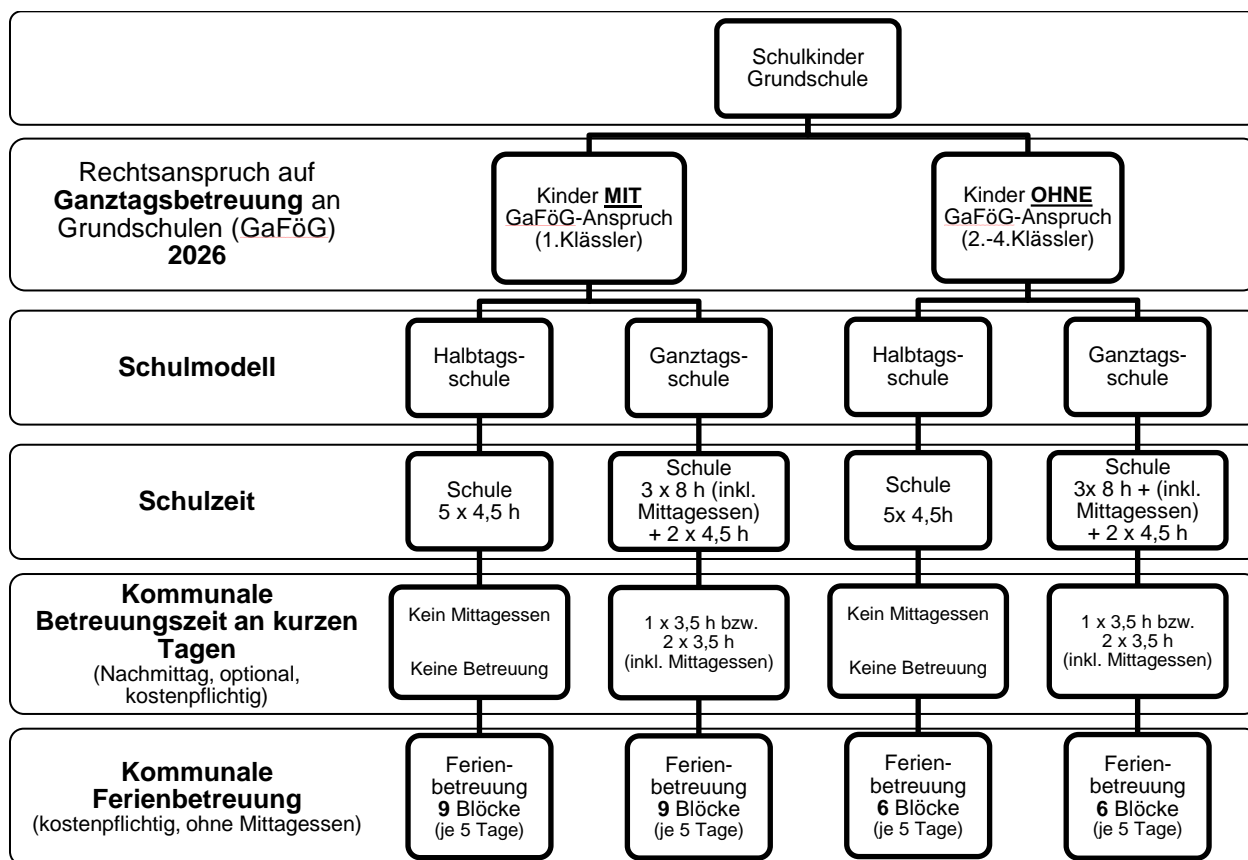 Schulkinder
Grundschule
Rechtsanspruch auf
Ganztagsbetreuung an
Grundschulen (GaFöG)
2026
Kinder MIT
GaFöG-Anspruch
(1.Klässler)
Kinder OHNE
GaFöG-Anspruch
(2.-4.Klässler)
Schulmodell
Halbtags-
schule
Ganztags-
schule
Halbtags-
schule
Ganztags-
schule
Schulzeit
Schule
5 x 4,5 h
Schule
3 x 8 h (inkl.
Mittagessen)
+ 2 x 4,5 h
Schule
5x 4,5h
Schule
3x 8 h + (inkl.
Mittagessen)
+ 2 x 4,5 h
Kommunale
Betreuungszeit an kurzen
Tagen
(Nachmittag, optional,
kostenpflichtig)
Kein Mittagessen
Keine Betreuung
1 x 3,5 h bzw.
2 x 3,5 h
(inkl. Mittagessen)
Kein Mittagessen
Keine Betreuung
1 x 3,5 h bzw.
2 x 3,5 h
(inkl. Mittagessen)
Kommunale
Ferienbetreuung
(kostenpflichtig, ohne Mittagessen)
Ferien-
betreuung
9 Blöcke
(je 5 Tage)
Ferien-
betreuung
9 Blöcke
(je 5 Tage)
Ferien-
betreuung
6 Blöcke
(je 5 Tage)
Ferien-
betreuung
6 Blöcke
(je 5 Tage)